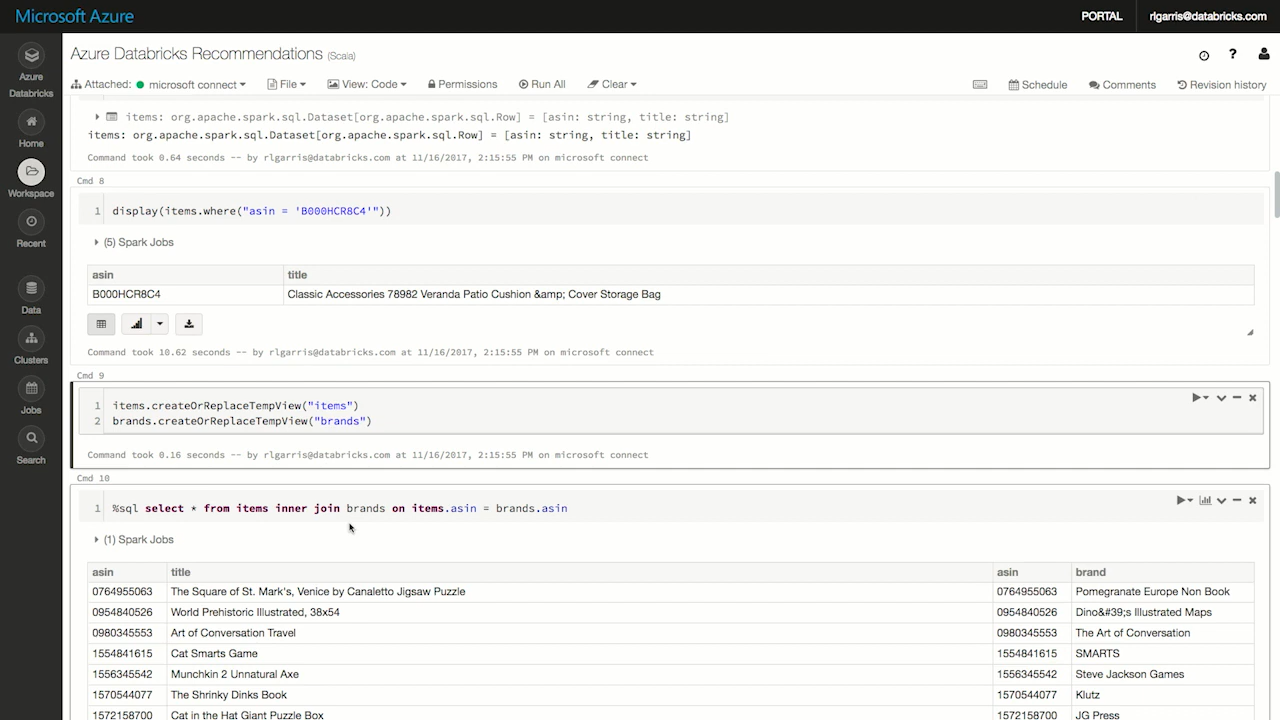 Microsoft Azure
PORTAL
rlgarris@databricks.com
Azure Databricks
Home
Workspace
Recent
Data
Clusters
Jobs
Search
Azure Databricks Recommendations (Scala)
?
Attached: microsoft connect
File
View: Code
Permissions
Run All
Clear
Schedule
Comments
Revision history
items: org.apache.spark.sql.Dataset[org.apache.spark.sql.Row] = [asin: string, title: string]
items: org.apache.spark.sql.Dataset[org.apache.spark.sql.Row] = [asin: string, title: string]
Command took 0.64 seconds -- by rlgarris@databricks.com at 11/16/2017, 2:15:55 PM on microsoft connect
Cmd 8
1 display(items.where("asin = 'B000HCR8C4'"))
(5) Spark Jobs
asin title
B000HCR8C4 Classic Accessories 78982 Veranda Patio Cushion &amp; Cover Storage Bag
Command took 10.62 seconds -- by rlgarris@databricks.com at 11/16/2017, 2:15:55 PM on microsoft connect
Cmd 9
1 items.createOrReplaceTempView("items")
2 brands.createOrReplaceTempView("brands")
Command took 0.16 seconds -- by rlgarris@databricks.com at 11/16/2017, 2:15:55 PM on microsoft connect
Cmd 10
1 %sql select * from items inner join brands on items.asin = brands.asin
(1) Spark Jobs
asin title asin brand
0764955063 The Square of St. Mark's, Venice by Canaletto Jigsaw Puzzle 0764955063 Pomegranate Europe Non Book
0954840526 World Prehistoric Illustrated, 38x54 0954840526 Dino&#39;s Illustrated Maps
0980345553 Art of Conversation Travel 0980345553 The Art of Conversation
1554841615 Cat Smarts Game 1554841615 SMARTS
1556345542 Munchkin 2 Unnatural Axe 1556345542 Steve Jackson Games
1570544077 The Shrinky Dinks Book 1570544077 Klutz
1572158700 Cat in the Hat Giant Puzzle Box 1572158700 JG Press